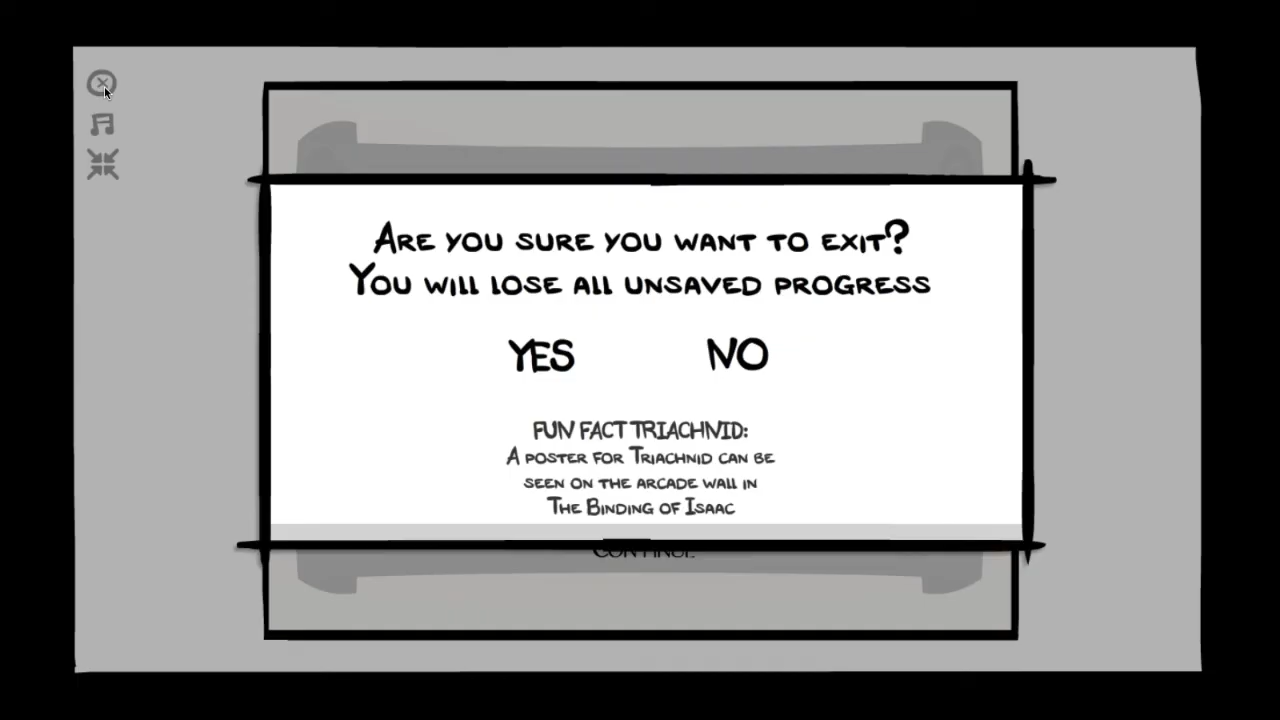 Are you sure you want to exit?
You will lose all unsaved progress
YES NO
FUN FACT TRIACHNID:
A poster for Triachnid can be
seen on the arcade wall in
The Binding of Isaac
CONTINUE